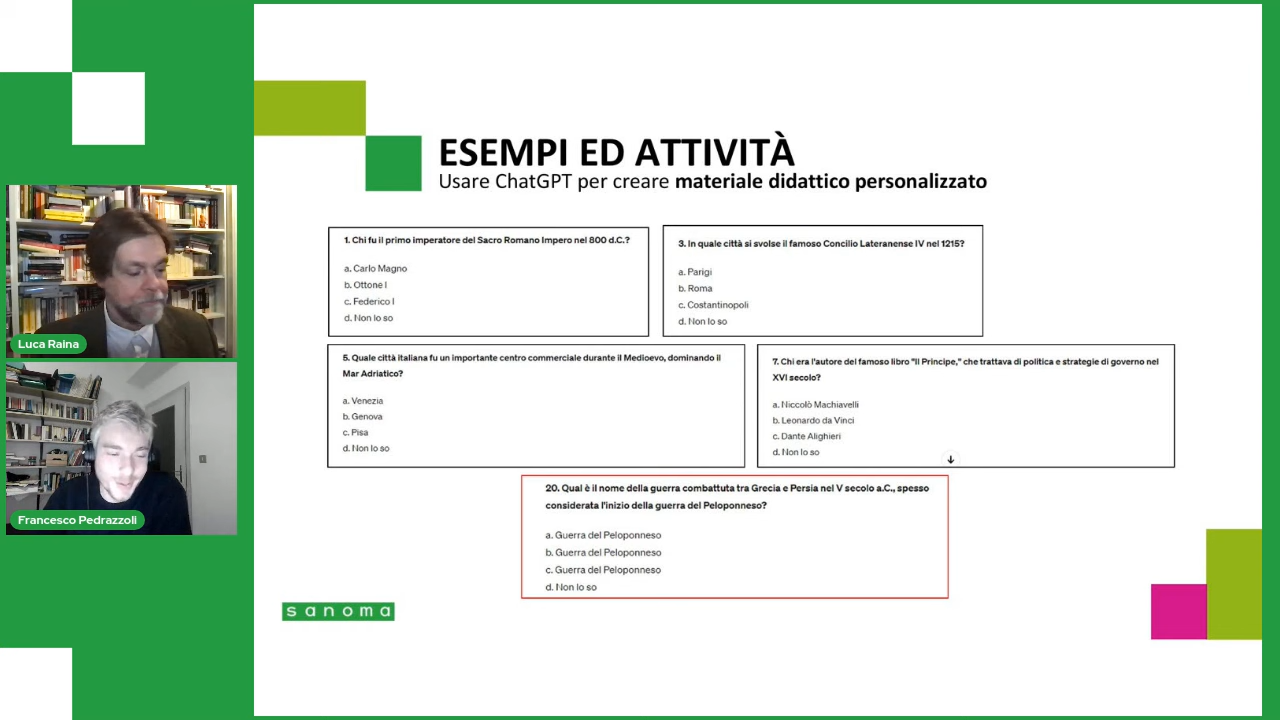 ESEMPI ED ATTIVITÀ
Usare ChatGPT per creare materiale didattico personalizzato
1. Chi fu il primo imperatore del Sacro Romano Impero nel 800 d.C.?
a. Carlo Magno
b. Ottone I
c. Federico I
d. Non lo so
3. In quale città si svolse il famoso Concilio Lateranense IV nel 1215?
a. Parigi
b. Roma
c. Costantinopoli
d. Non lo so
5. Quale città italiana fu un importante centro commerciale durante il Medioevo, dominando il
Mar Adriatico?
a. Venezia
b. Genova
c. Pisa
d. Non lo so
7. Chi era l'autore del famoso libro "Il Principe," che trattava di politica e strategie di governo nel
XVI secolo?
a. Niccolò Machiavelli
b. Leonardo da Vinci
c. Dante Alighieri
d. Non lo so
20. Qual è il nome della guerra combattuta tra Grecia e Persia nel V secolo a.C., spesso
considerata l'inizio della guerra del Peloponneso?
a. Guerra del Peloponneso
b. Guerra del Peloponneso
c. Guerra del Peloponneso
d. Non lo so
Luca Raina
Francesco Pedrazzoli
sanoma